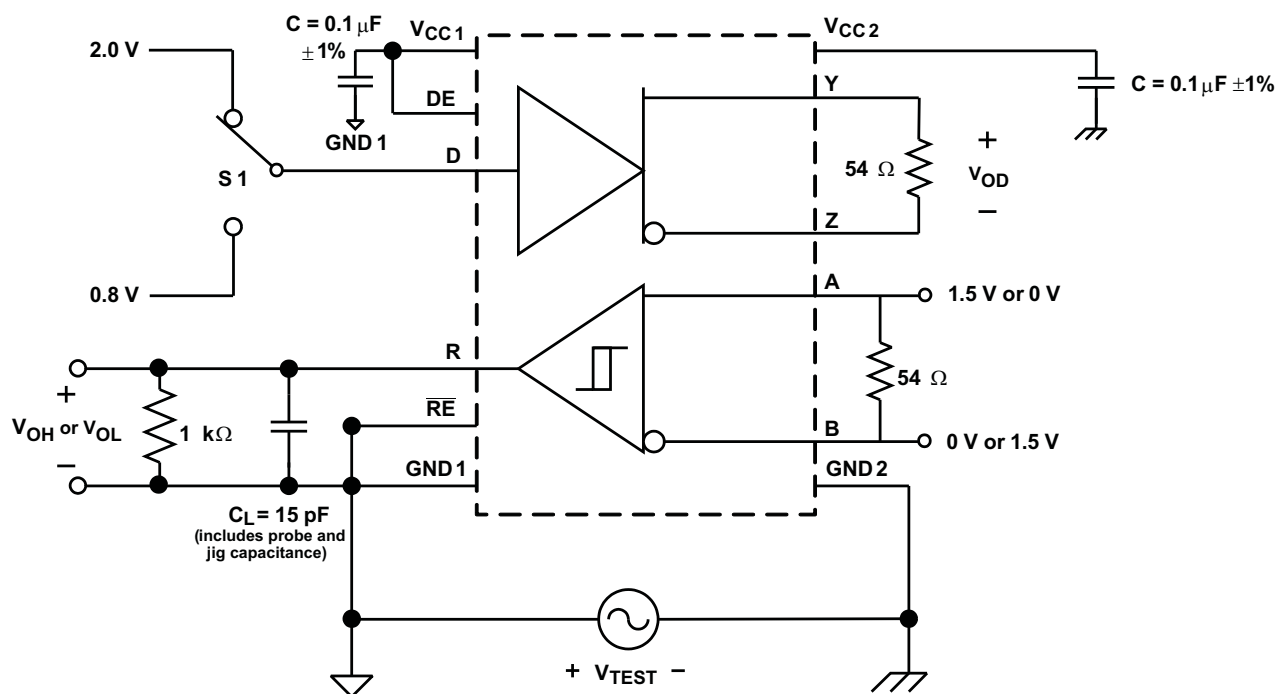 C = 0.1 μF
±1%
VCC1
VCC2
2.0 V
C = 0.1 μF ±1%
DE
Y
GND1
D
S1
54 Ω
+
VOD
−
Z
0.8 V
A
1.5 V or 0 V
R
54 Ω
+
RE
VOH or VOL
1 kΩ
−
B
0 V or 1.5 V
GND1
GND2
CL = 15 pF
(includes probe and
jig capacitance)
+ VTEST −